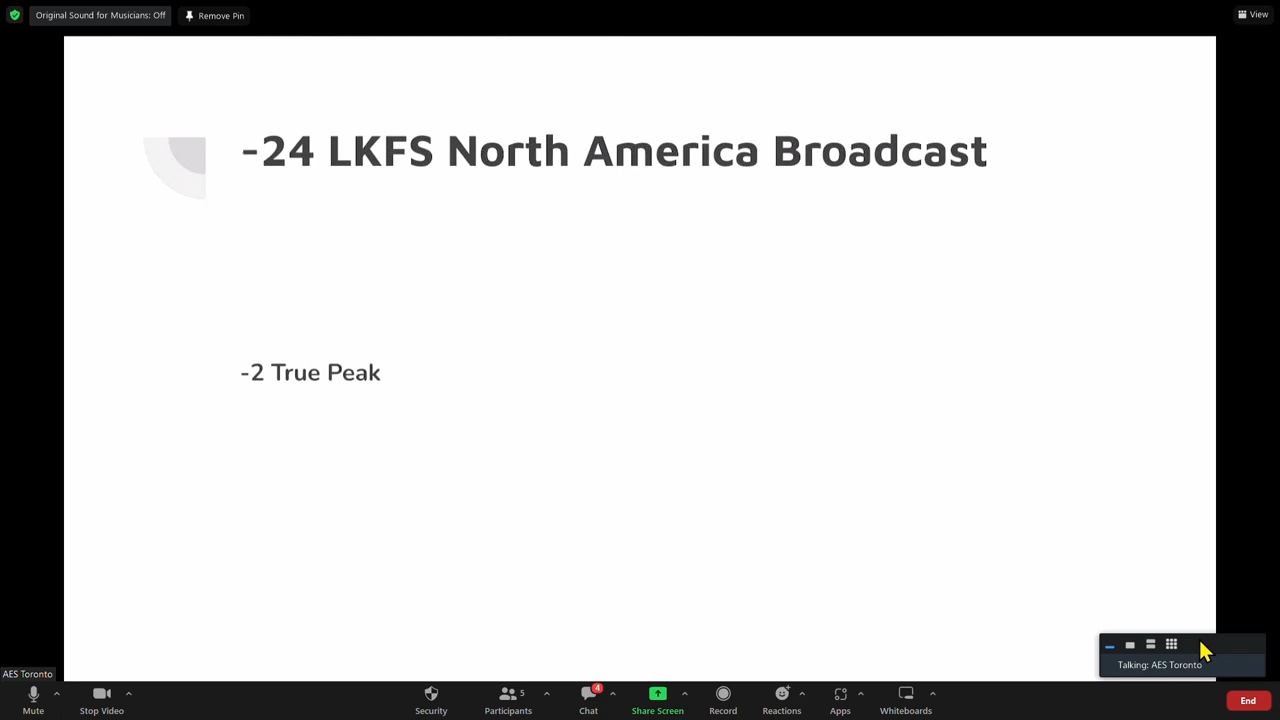 Original Sound for Musicians: Off
Remove Pin
View
-24 LKFS North America Broadcast
-2 True Peak
Talking: AES Toronto
AES Toronto
Mute
Stop Video
Security
5
Participants
4
Chat
Share Screen
Record
Reactions
Apps
Whiteboards
End